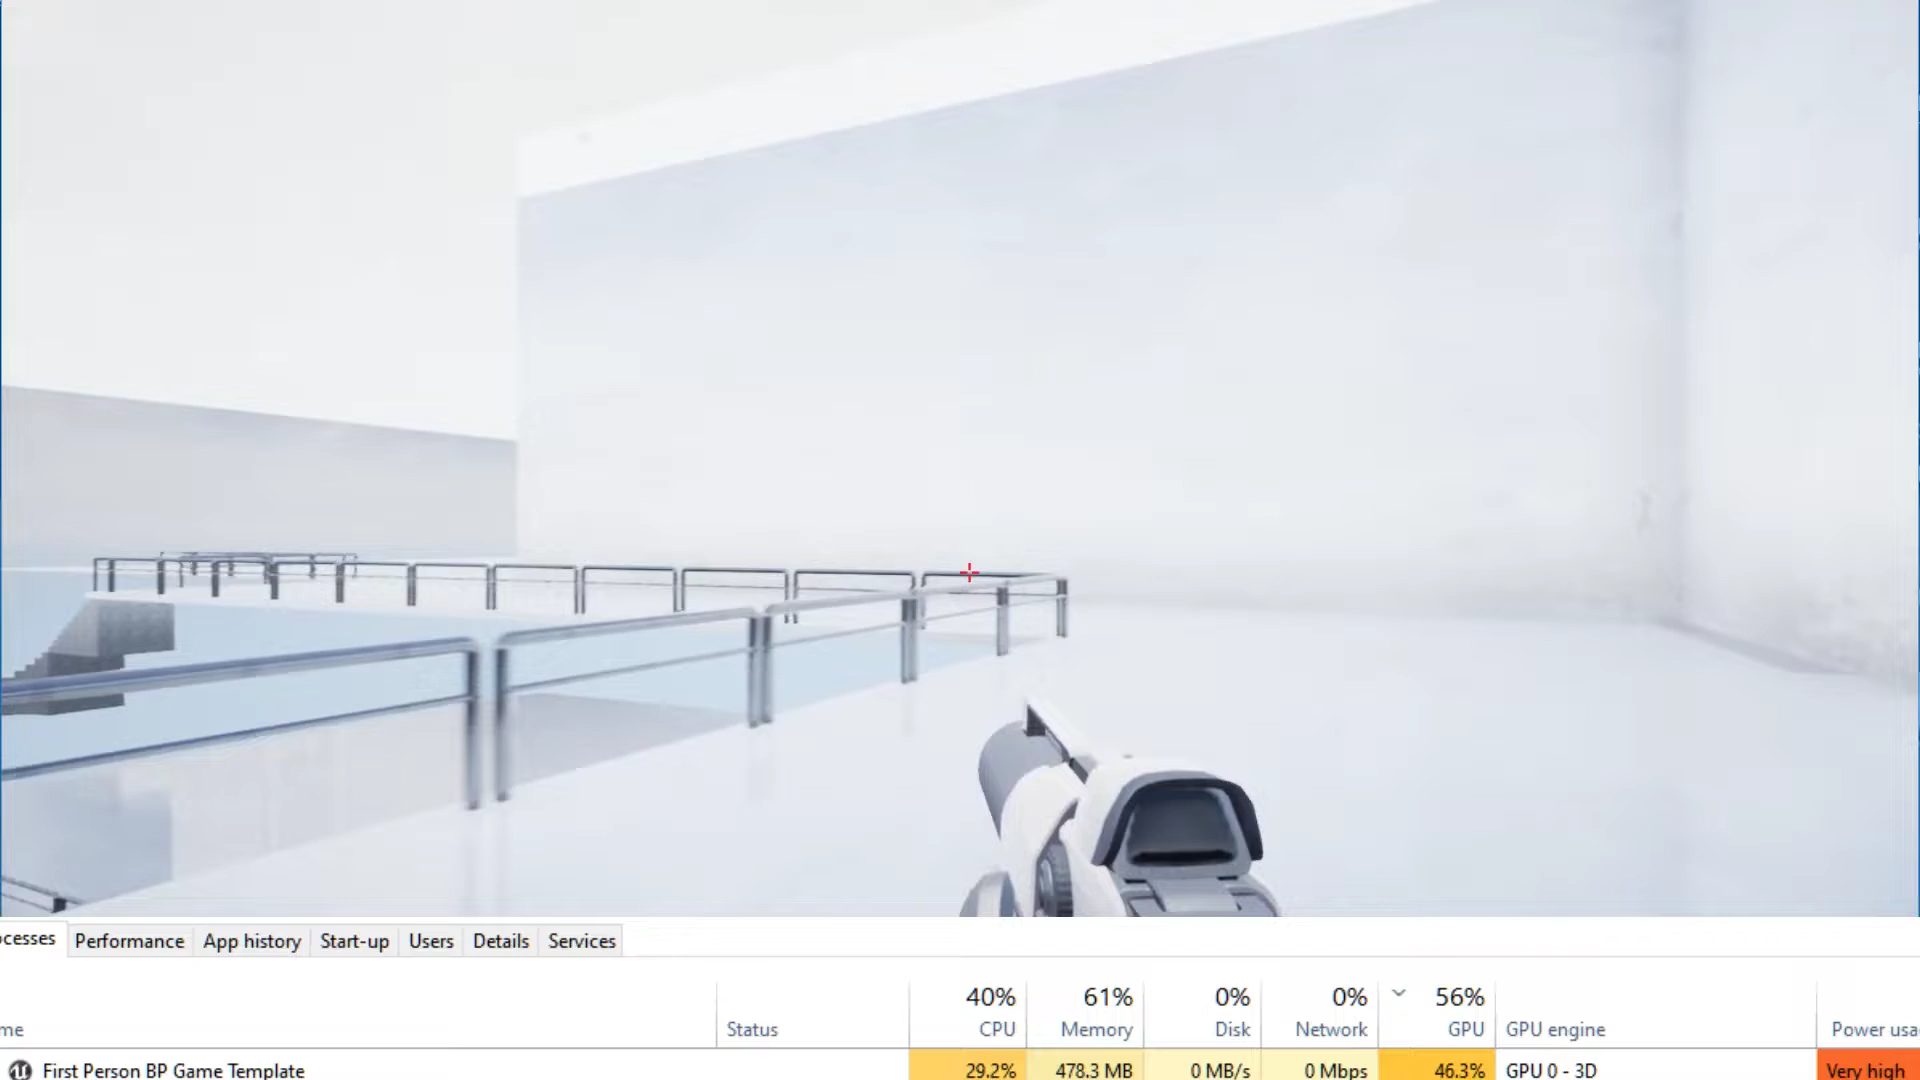 ocesses Performance App history Start-up Users Details Services
40% 61% 0% 0% 56%
me Status CPU Memory Disk Network GPU GPU engine Power usa
First Person BP Game Template 29.2% 478.3 MB 0 MB/s 0 Mbps 46.3% GPU 0 - 3D Very high